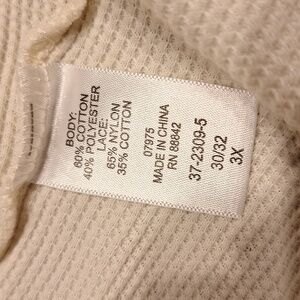 BODY:
60% COTTON
40% POLYESTER
LACE:
65% NYLON
35% COTTON
07975
MADE IN CHINA
RN 88842
37-2309-5
30/32
3X